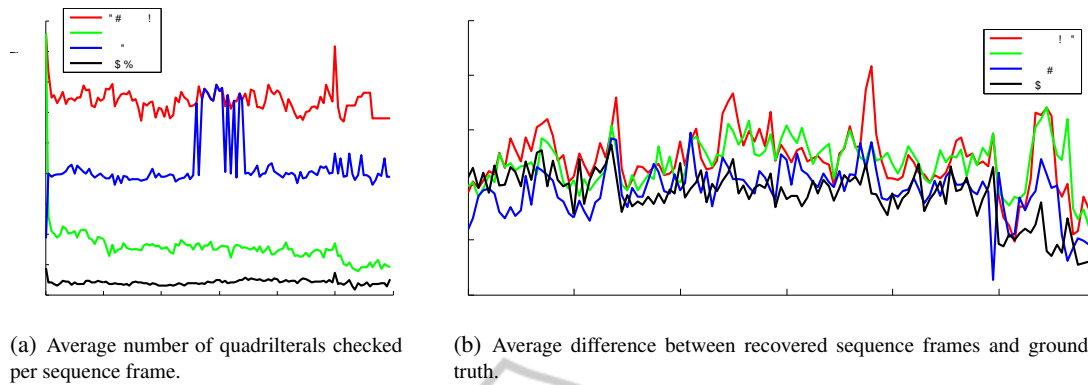 " # !
"
$ %
! "
#
$
(a) Average number of quadrilterals checked
per sequence frame.
(b) Average difference between recovered sequence frames and ground
truth.